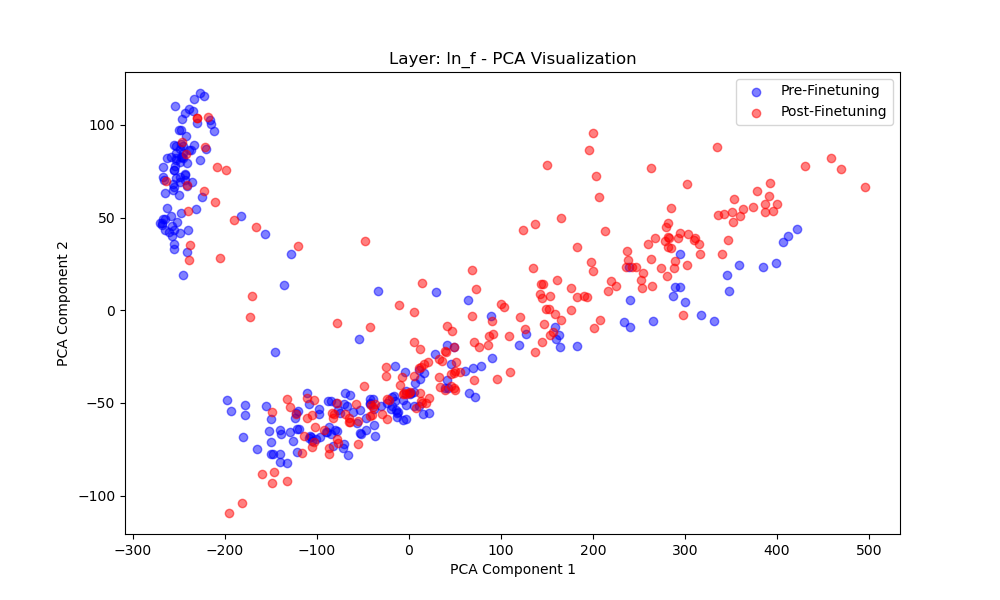 Layer: ln_f - PCA Visualization
Pre-Finetuning
Post-Finetuning
100
50
0
−50
−100
PCA Component 2
−300
−200
−100
0
100
200
300
400
500
PCA Component 1